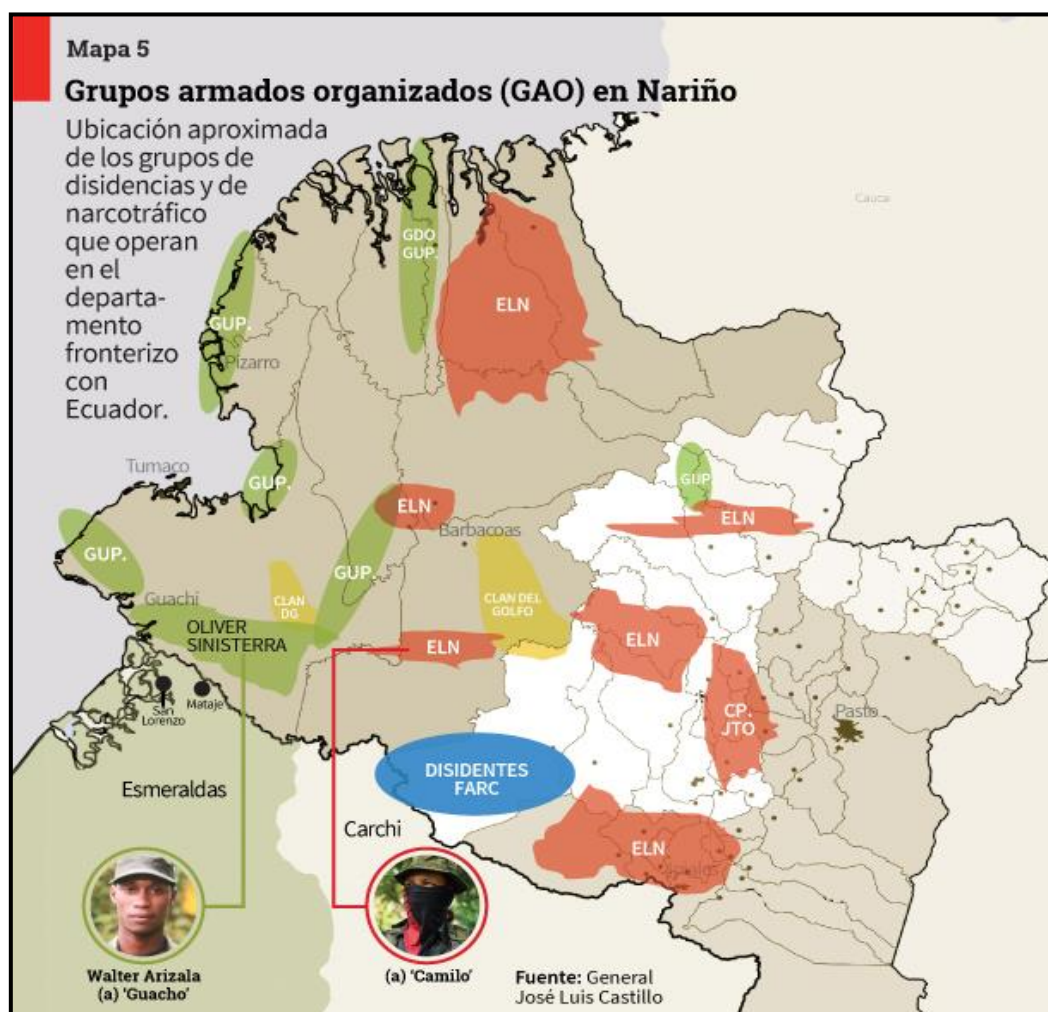 Mapa 5
Grupos armados organizados (GAO) en Nariño
Ubicación aproximada
de los grupos de
disidencias y de
narcotráfico
que operan
en el
departa-
mento
fronterizo
con
Ecuador.
Cauca
GDO
GUP.
ELN
GUP.
Pizarro
Tumaco
GUP.
GUP.
ELN
ELN
Barbacoas
GUP.
GUP.
CLAN
DG
CLAN DEL
GOLFO
Guachi
OLIVER
SINISTERRA
ELN
ELN
San
Lorenzo
Mataje
CP.
JTO
Pasto
DISIDENTES
FARC
Esmeraldas
Carchi
ELN
Walter Arizala
(a) ‘Guacho’
(a) ‘Camilo’
Fuente: General
José Luis Castillo